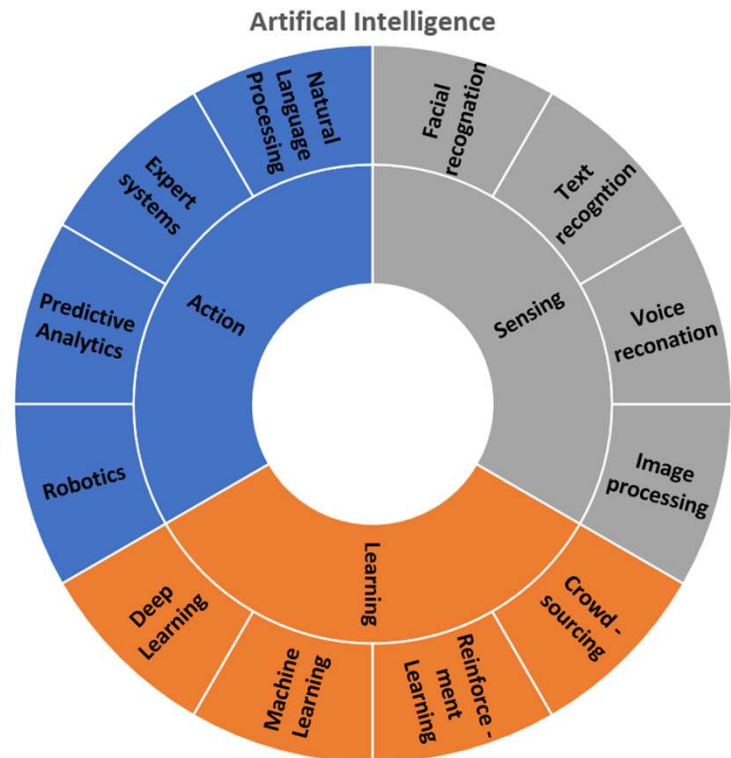 Artifical Intelligence
Facial
recognation
Text
recogntion
Voice
reconation
Image
processing
Crowd -
sourcing
Reinforce -
ment
Learning
Machine
Learning
Deep
Learning
Robotics
Predictive
Analytics
Expert
systems
Natural
Language
Processing
Sensing
Learning
Action